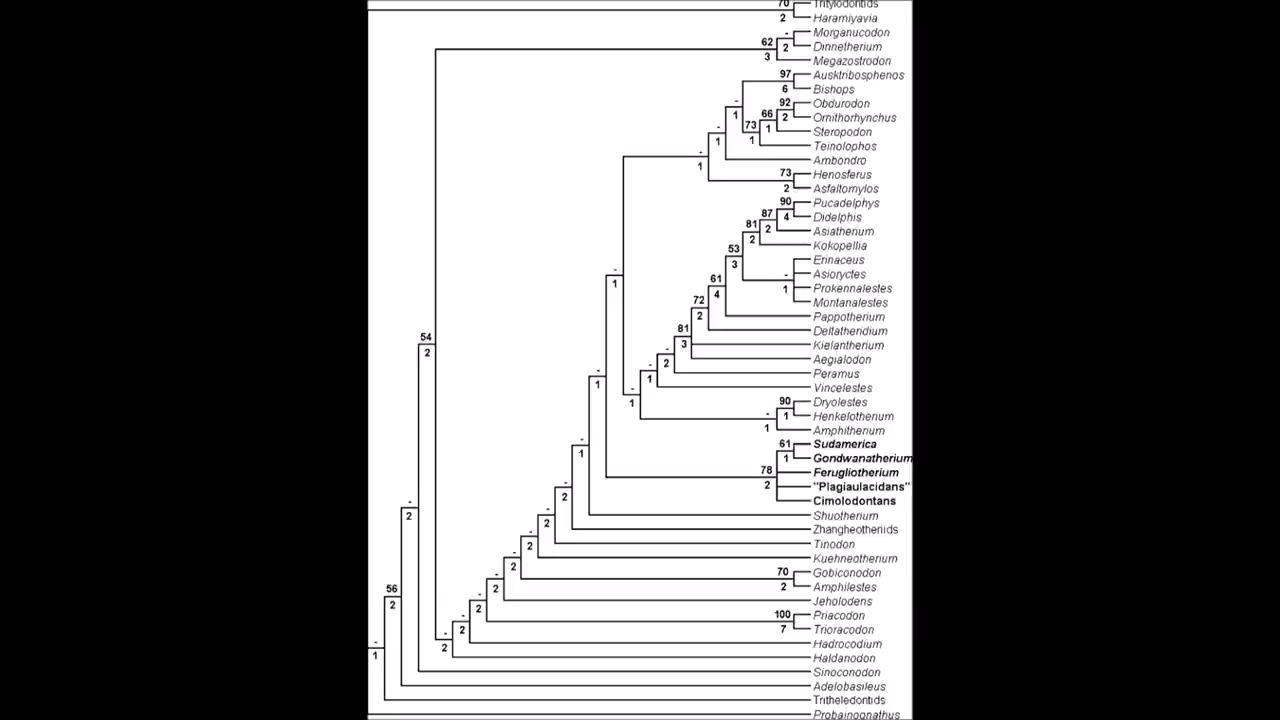 70 Tritylodontids
2 Haramiyavia
- Morganucodon
62 2 Dinnetherium
3 Megazostrodon
97 Ausktribosphenos
6 Bishops
- 92 Obdurodon
1 66 2 Ornithorhynchus
- 73 1 Steropodon
1 1 Teinolophos
- Ambondro
1 73 Henosferus
2 Asfaltomylos
90 Pucadelphys
87 4 Didelphis
81 2 Asiatherium
2 Kokopellia
53 Erinaceus
3 - Asioryctes
61 1 Prokennalestes
4 Montanalestes
72 Pappotherium
2 Deltatheridium
81 Kielantherium
3 Aegialodon
- 2 Peramus
- 1 Vincelestes
- 1 90 Dryolestes
- 1 Henkelotherium
1 Amphitherium
61 Sudamerica
1 Gondwanatherium
78 Ferugliotherium
2 "Plagiaulacidans"
Cimolodontans
Shuotherium
Zhangheotheriids
Tinodon
Kuehneotherium
70 Gobiconodon
2 Amphilestes
Jeholodens
100 Priacodon
7 Trioracodon
Hadrocodium
Haldanodon
Sinoconodon
Adelobasileus
Tritheledontids
Probainognathus
- 1
- 1
- 1
- 2
- 2
- 2
- 2
- 2
- 2
- 2
- 2
54 2
- 2
56 2
- 1